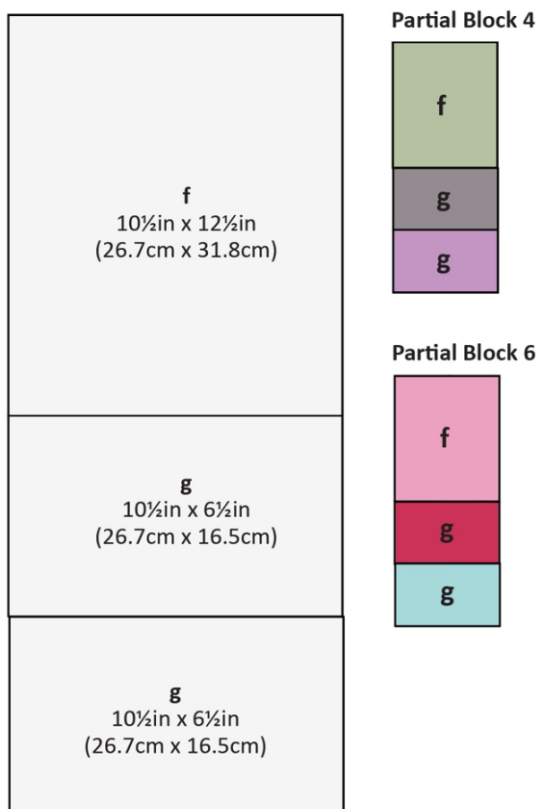 f
10½in x 12½in
(26.7cm x 31.8cm)
g
10½in x 6½in
(26.7cm x 16.5cm)
g
10½in x 6½in
(26.7cm x 16.5cm)
Partial Block 4
f
g
g
Partial Block 6
f
g
g